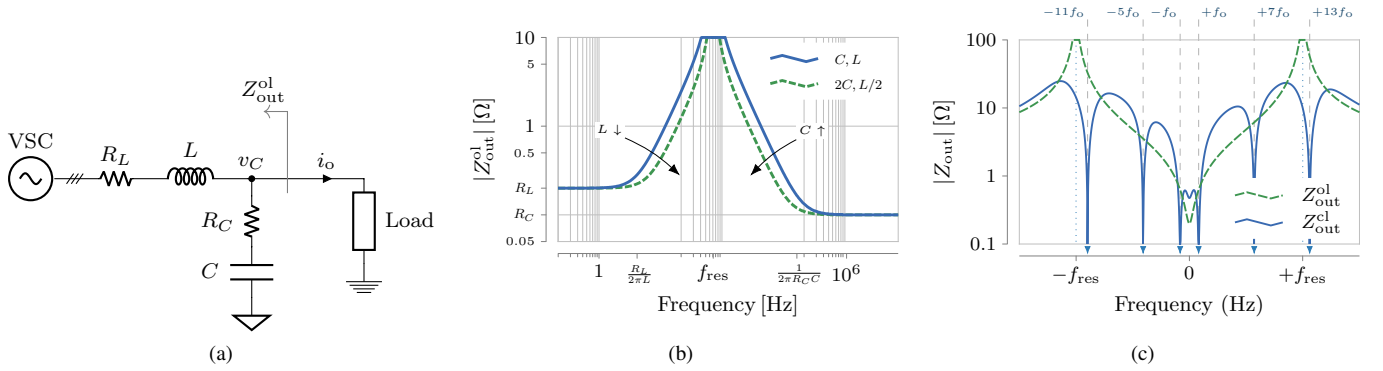 VSC
R_L
L
Z_out^ol
v_C
i_o
R_C
C
Load
(a)
|Z_out^ol| [Ω]
10
5
1
0.5
R_L
R_C
0.05
C, L
2C, L/2
L ↓
C ↑
1
R_L/2πL
f_res
1/2πR_C C
10^6
Frequency [Hz]
(b)
−11f_o −5f_o −f_o +f_o +7f_o +13f_o
|Z_out| [Ω]
100
10
1
0.1
Z_out^ol
Z_out^cl
−f_res 0 +f_res
Frequency (Hz)
(c)